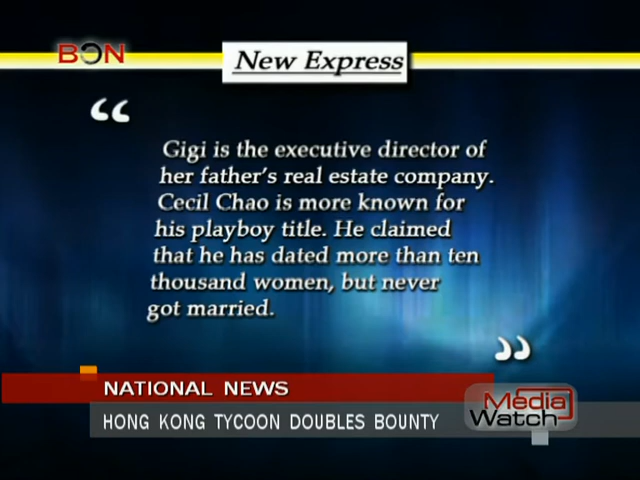 BON
New Express
“
Gigi is the executive director of
her father's real estate company.
Cecil Chao is more known for
his playboy title. He claimed
that he has dated more than ten
thousand women, but never
got married.
”
NATIONAL NEWS
HONG KONG TYCOON DOUBLES BOUNTY
Media
Watch